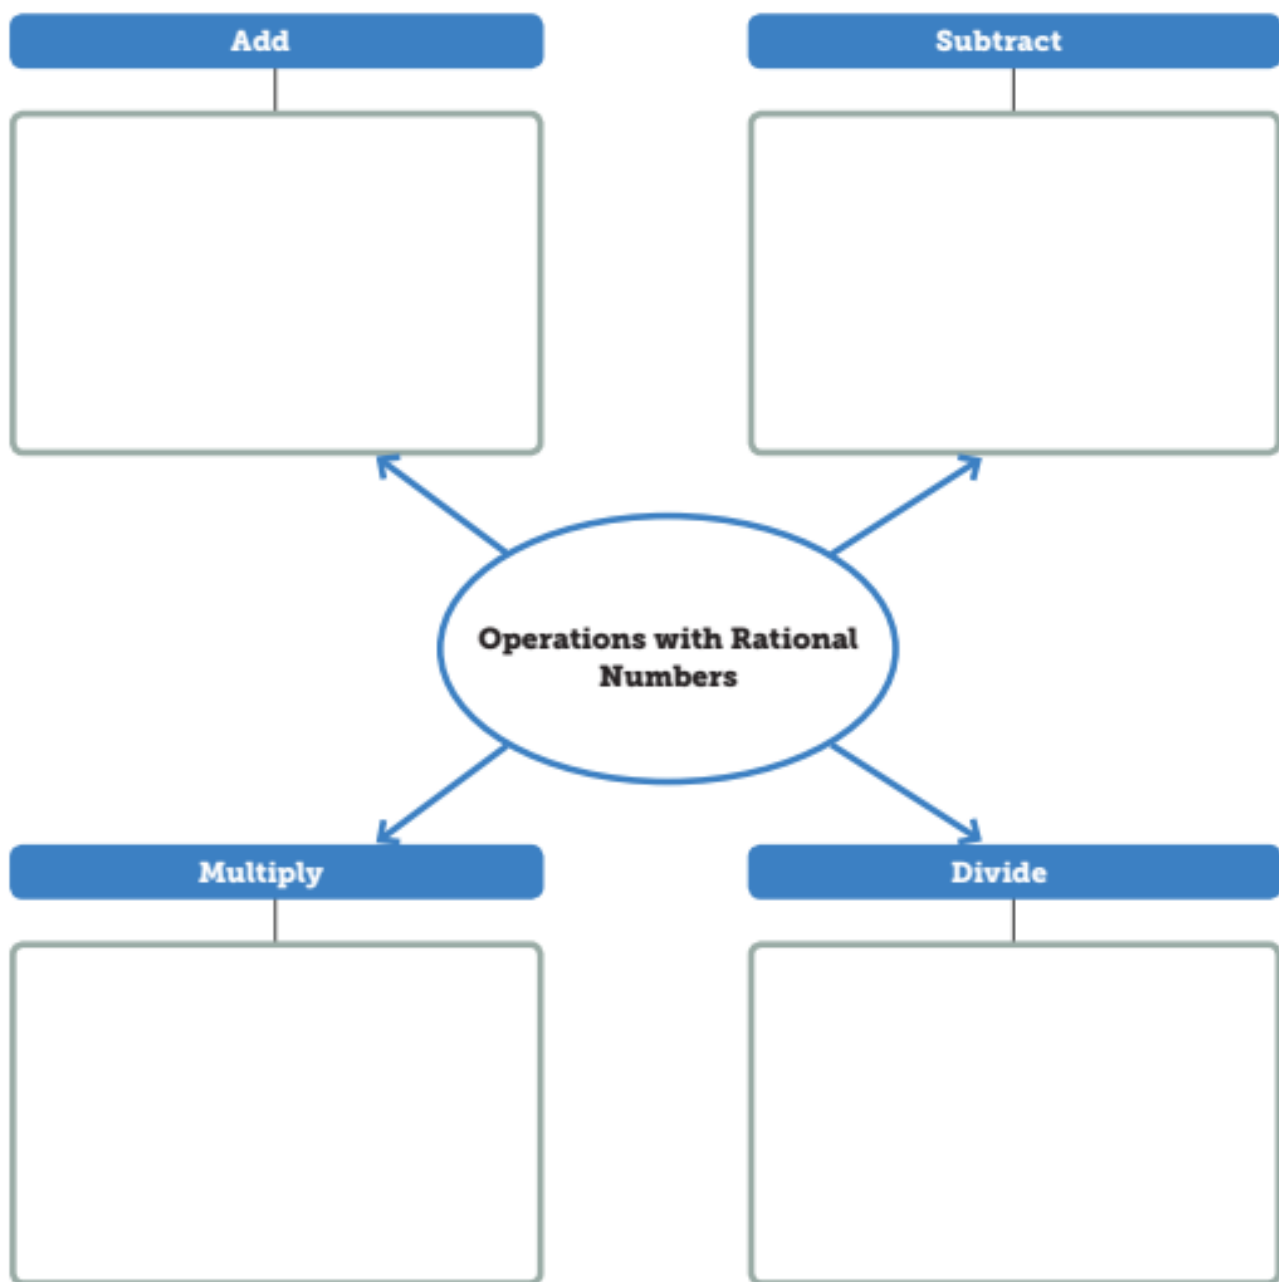 Add
Subtract
Operations with Rational
Numbers
Multiply
Divide